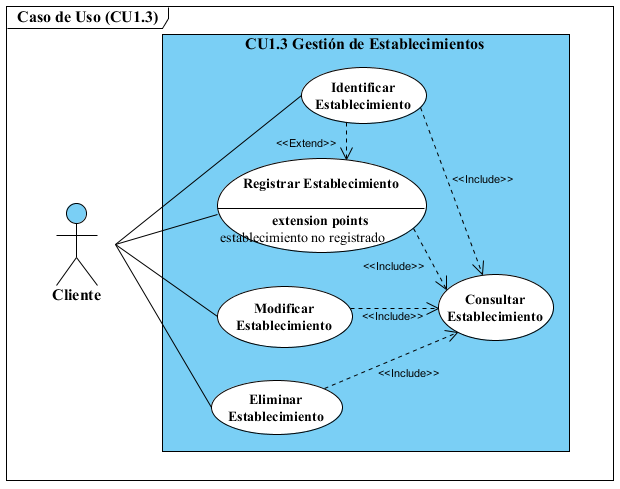 Caso de Uso (CU1.3)
CU1.3 Gestión de Establecimientos
Identificar
Establecimiento
<<Extend>>
<<Include>>
Registrar Establecimiento
extension points
establecimiento no registrado
<<Include>>
Cliente
Modificar
Establecimiento
<<Include>>
Consultar
Establecimiento
<<Include>>
Eliminar
Establecimiento